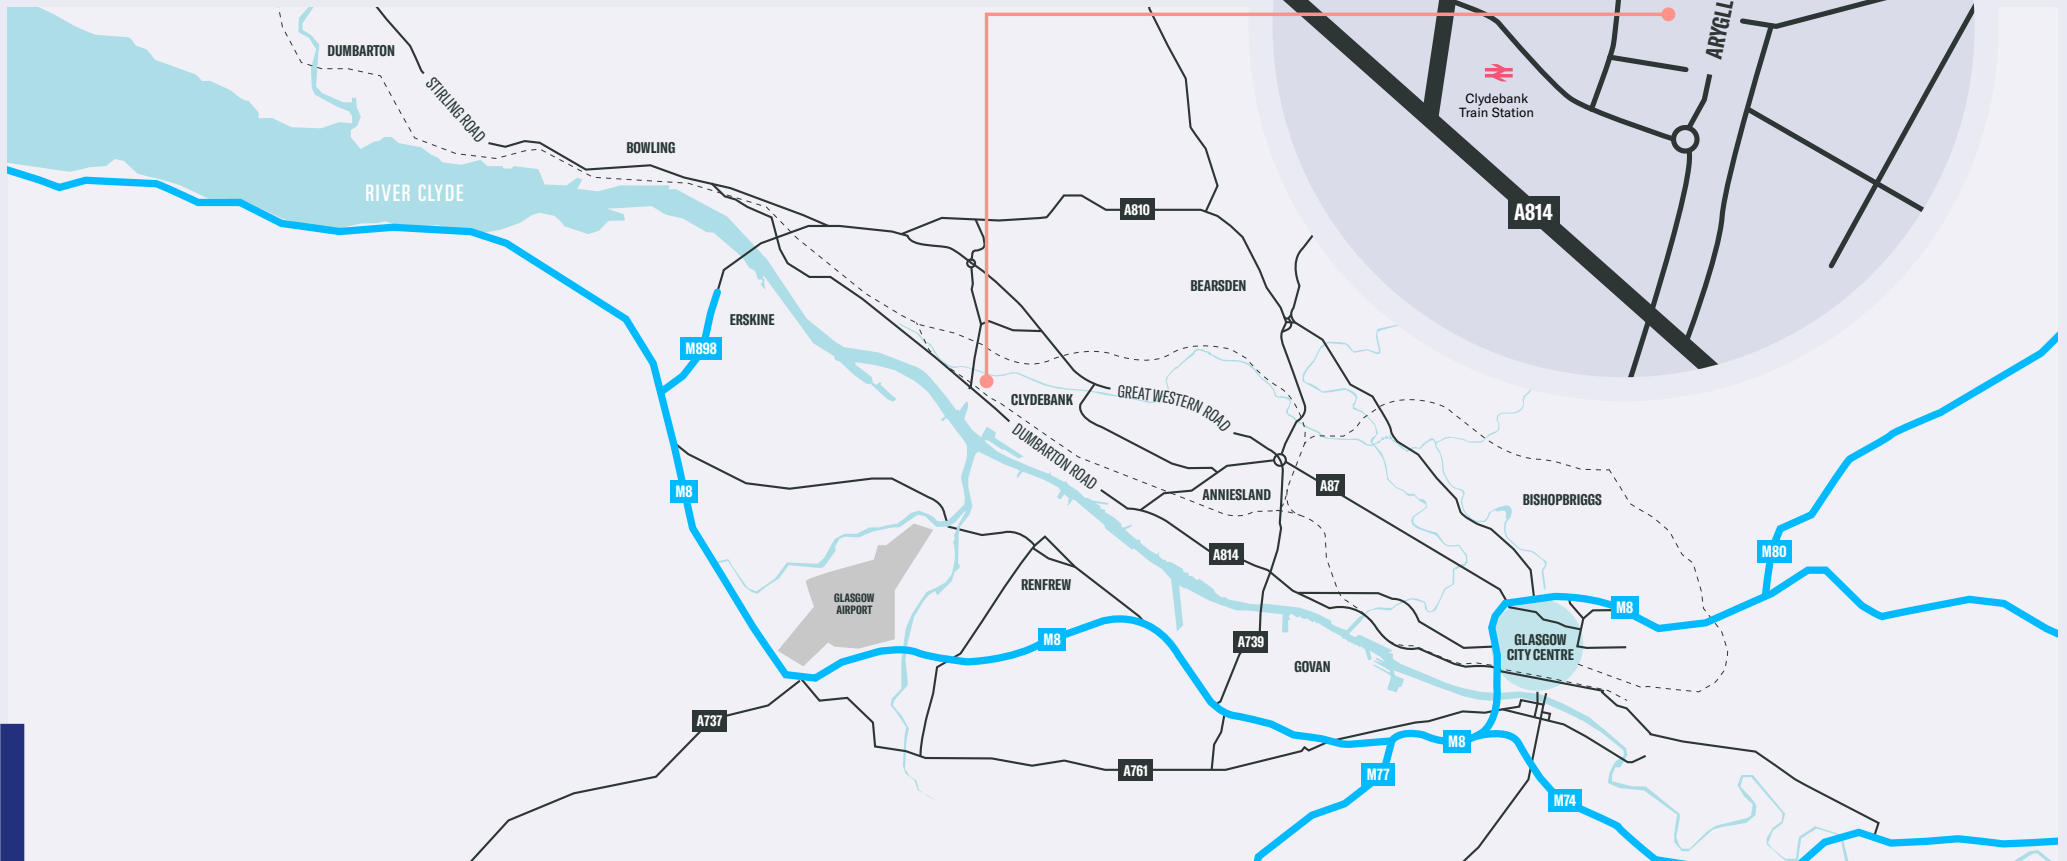 DUMBARTON
STIRLING ROAD
BOWLING
RIVER CLYDE
A810
BEARSDEN
ERSKINE
M898
CLYDEBANK
GREAT WESTERN ROAD
DUMBARTON ROAD
ANNIESLAND
A87
BISHOPBRIGGS
M8
A814
M80
RENFREW
GLASGOW
AIRPORT
M8
M8
A739
GOVAN
GLASGOW
CITY CENTRE
A737
A761
M8
M77
M74
ARYGLL
Clydebank
Train Station
A814